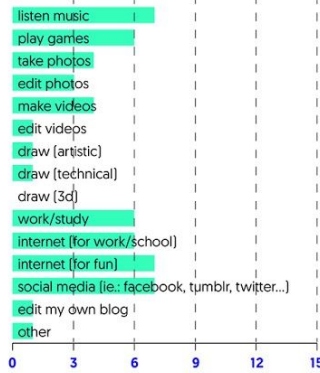 listen music
play games
take photos
edit photos
make videos
edit videos
draw (artistic)
draw (technical)
draw (3d)
work/study
internet (for work/school)
internet (for fun)
social media (ie.: facebook, tumblr, twitter...)
edit my own blog
other
0 3 6 9 12 15